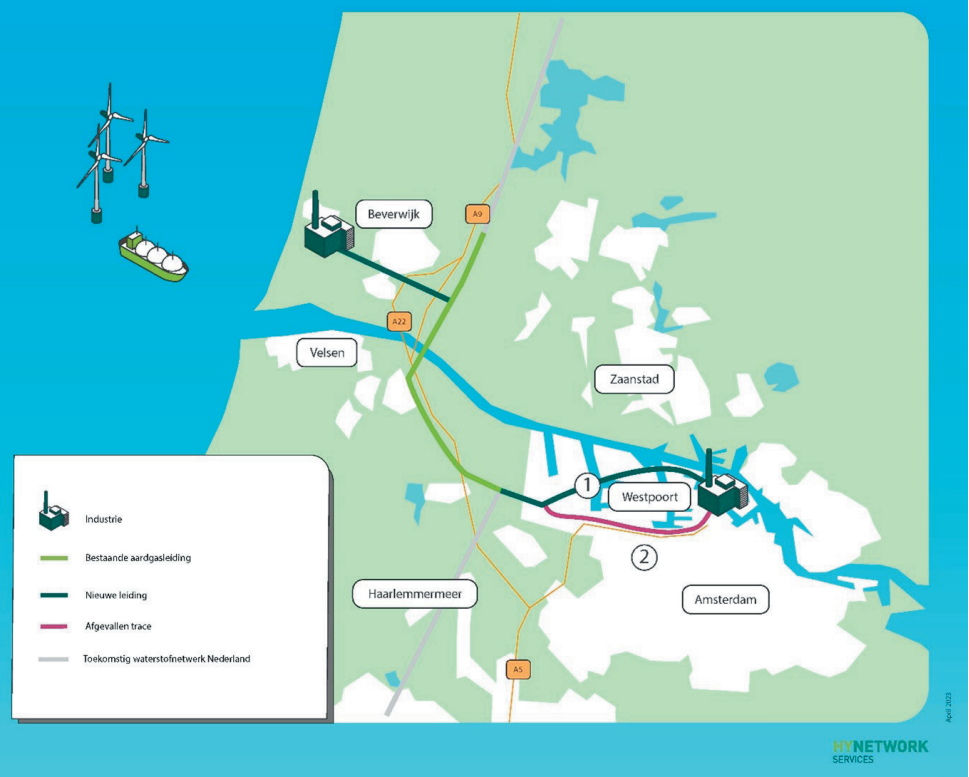 Beverwijk
A9
A22
Velsen
Zaanstad
1
Westpoort
2
Haarlemmermeer
Amsterdam
A5
Industrie
Bestaande aardgasleiding
Nieuwe leiding
Afgevallen trace
Toekomstig waterstofnetwerk Nederland
April 2023
HYNETWORK
SERVICES